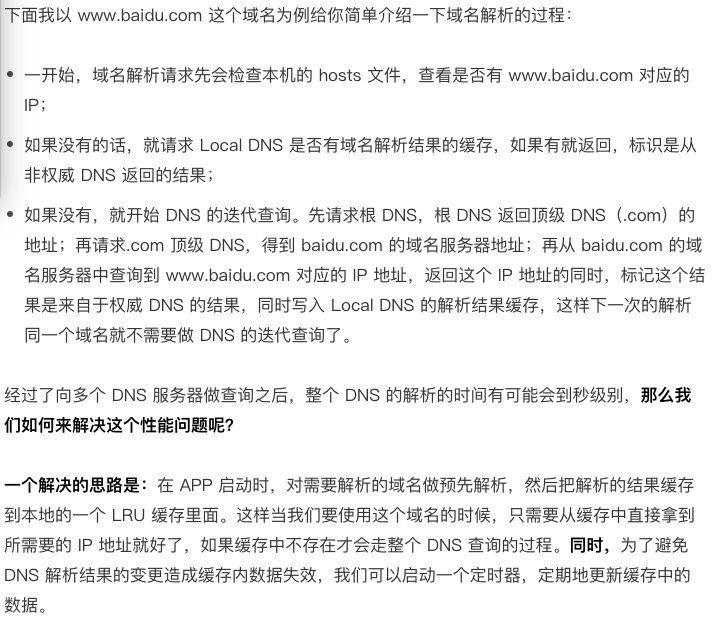 下面我以 www.baidu.com 这个域名为例给你简单介绍一下域名解析的过程：
• 一开始，域名解析请求先会检查本机的 hosts 文件，查看是否有 www.baidu.com 对应的
IP；
• 如果没有的话，就请求 Local DNS 是否有域名解析结果的缓存，如果有就返回，标识是从
非权威 DNS 返回的结果；
• 如果没有，就开始 DNS 的迭代查询。先请求根 DNS，根 DNS 返回顶级 DNS（.com）的
地址；再请求.com 顶级 DNS，得到 baidu.com 的域名服务器地址；再从 baidu.com 的域
名服务器中查询到 www.baidu.com 对应的 IP 地址，返回这个 IP 地址的同时，标记这个结
果是来自于权威 DNS 的结果，同时写入 Local DNS 的解析结果缓存，这样下一次的解析
同一个域名就不需要做 DNS 的迭代查询了。
经过了向多个 DNS 服务器做查询之后，整个 DNS 的解析的时间有可能会到秒级别，那么我
们如何来解决这个性能问题呢？
一个解决的思路是：在 APP 启动时，对需要解析的域名做预先解析，然后把解析的结果缓存
到本地的一个 LRU 缓存里面。这样当我们要使用这个域名的时候，只需要从缓存中直接拿到
所需要的 IP 地址就好了，如果缓存中不存在才会走整个 DNS 查询的过程。同时，为了避免
DNS 解析结果的变更造成缓存内数据失效，我们可以启动一个定时器，定期地更新缓存中的
数据。